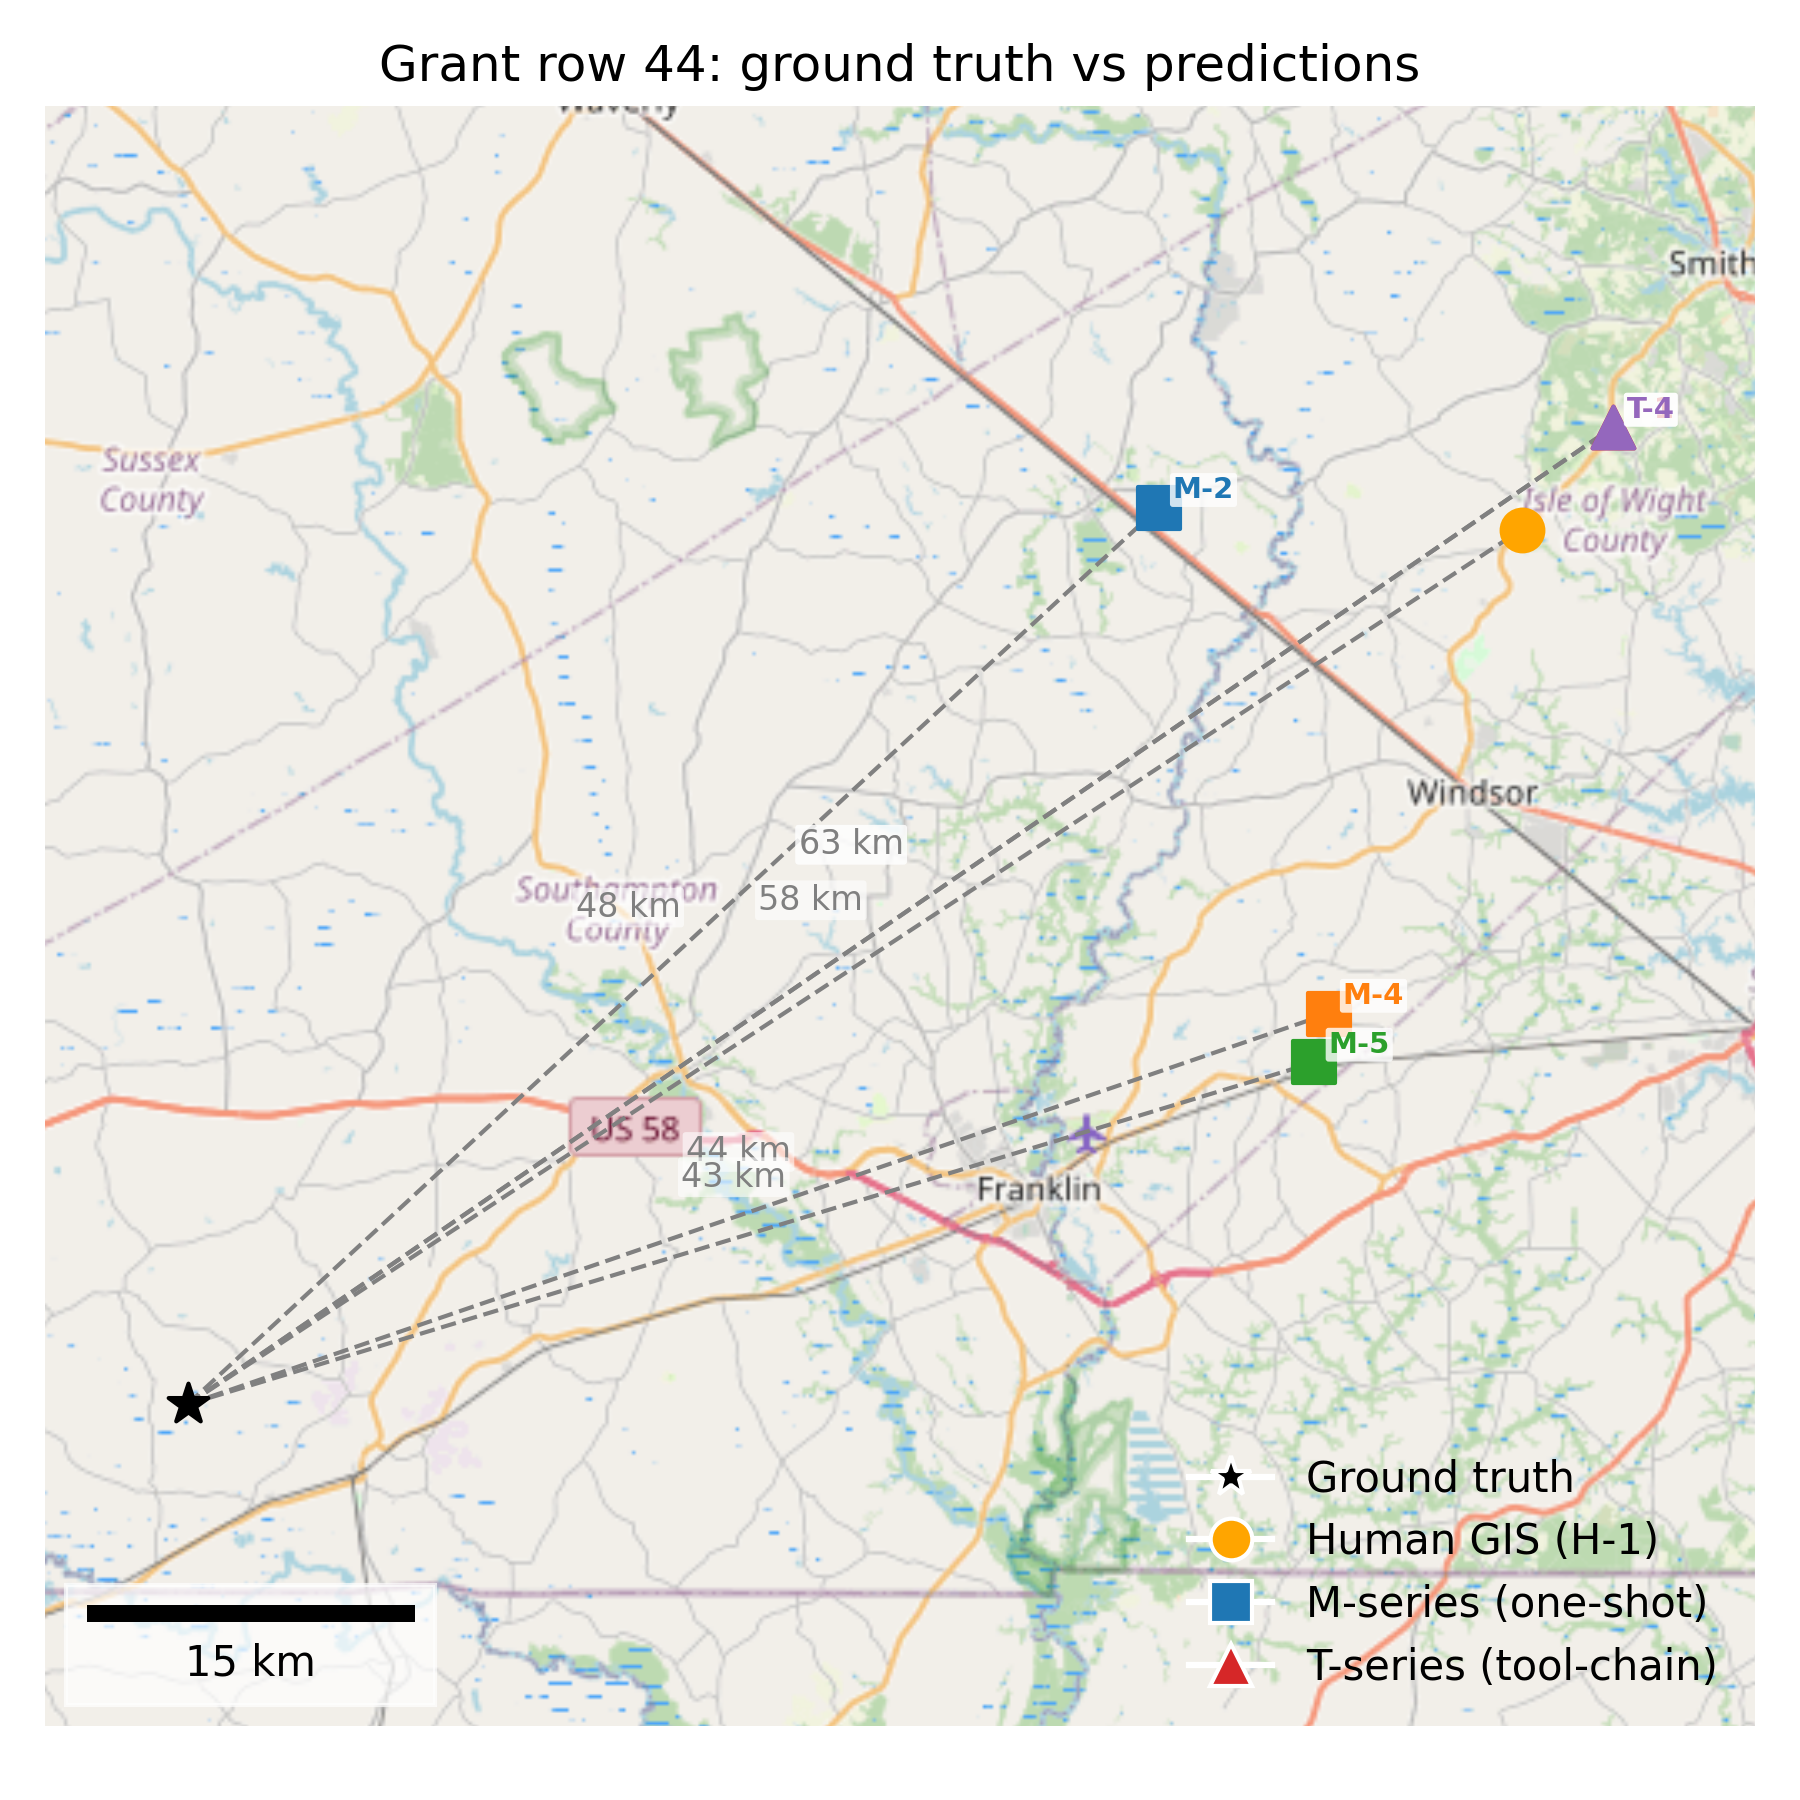 Grant row 44: ground truth vs predictions
Waverly
Smith
T-4
Sussex
County
M-2
Isle of Wight
County
Windsor
63 km
Southampton
58 km
48 km
County
M-4
M-5
US 58
44 km
43 km
Franklin
Ground truth
Human GIS (H-1)
M-series (one-shot)
T-series (tool-chain)
15 km